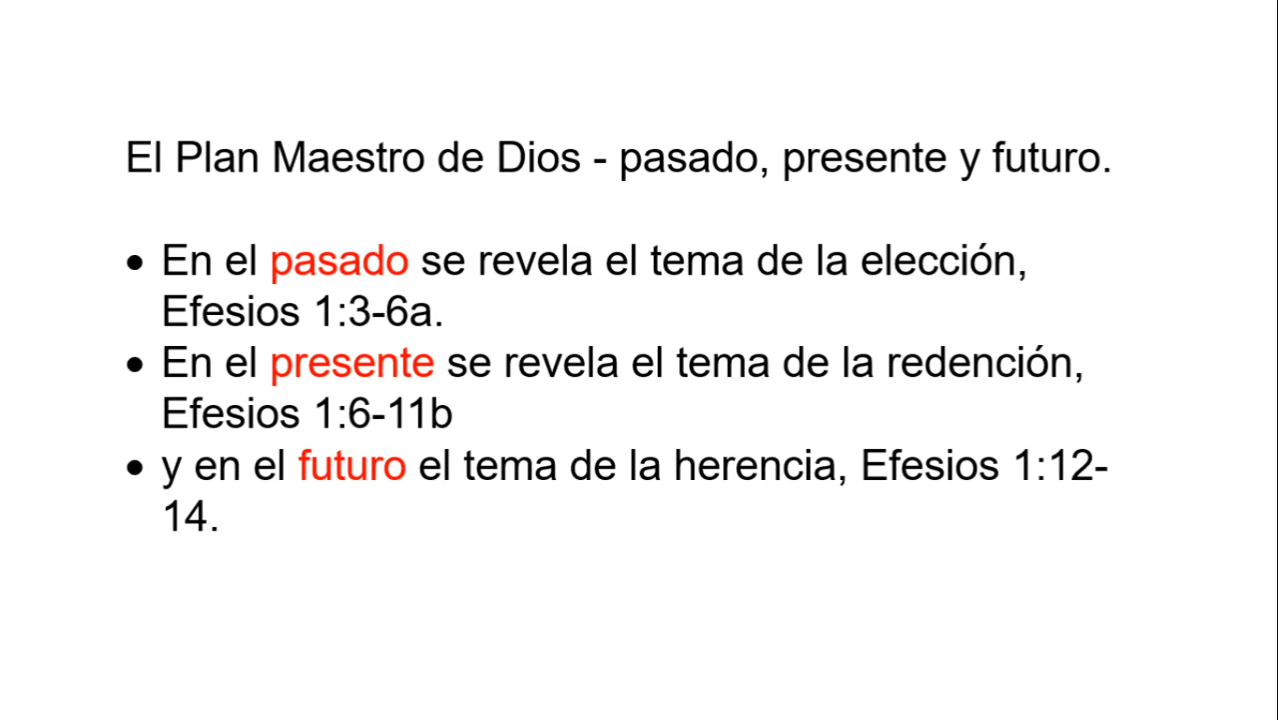 El Plan Maestro de Dios - pasado, presente y futuro.
• En el pasado se revela el tema de la elección,
Efesios 1:3-6a.
• En el presente se revela el tema de la redención,
Efesios 1:6-11b
• y en el futuro el tema de la herencia, Efesios 1:12-
14.